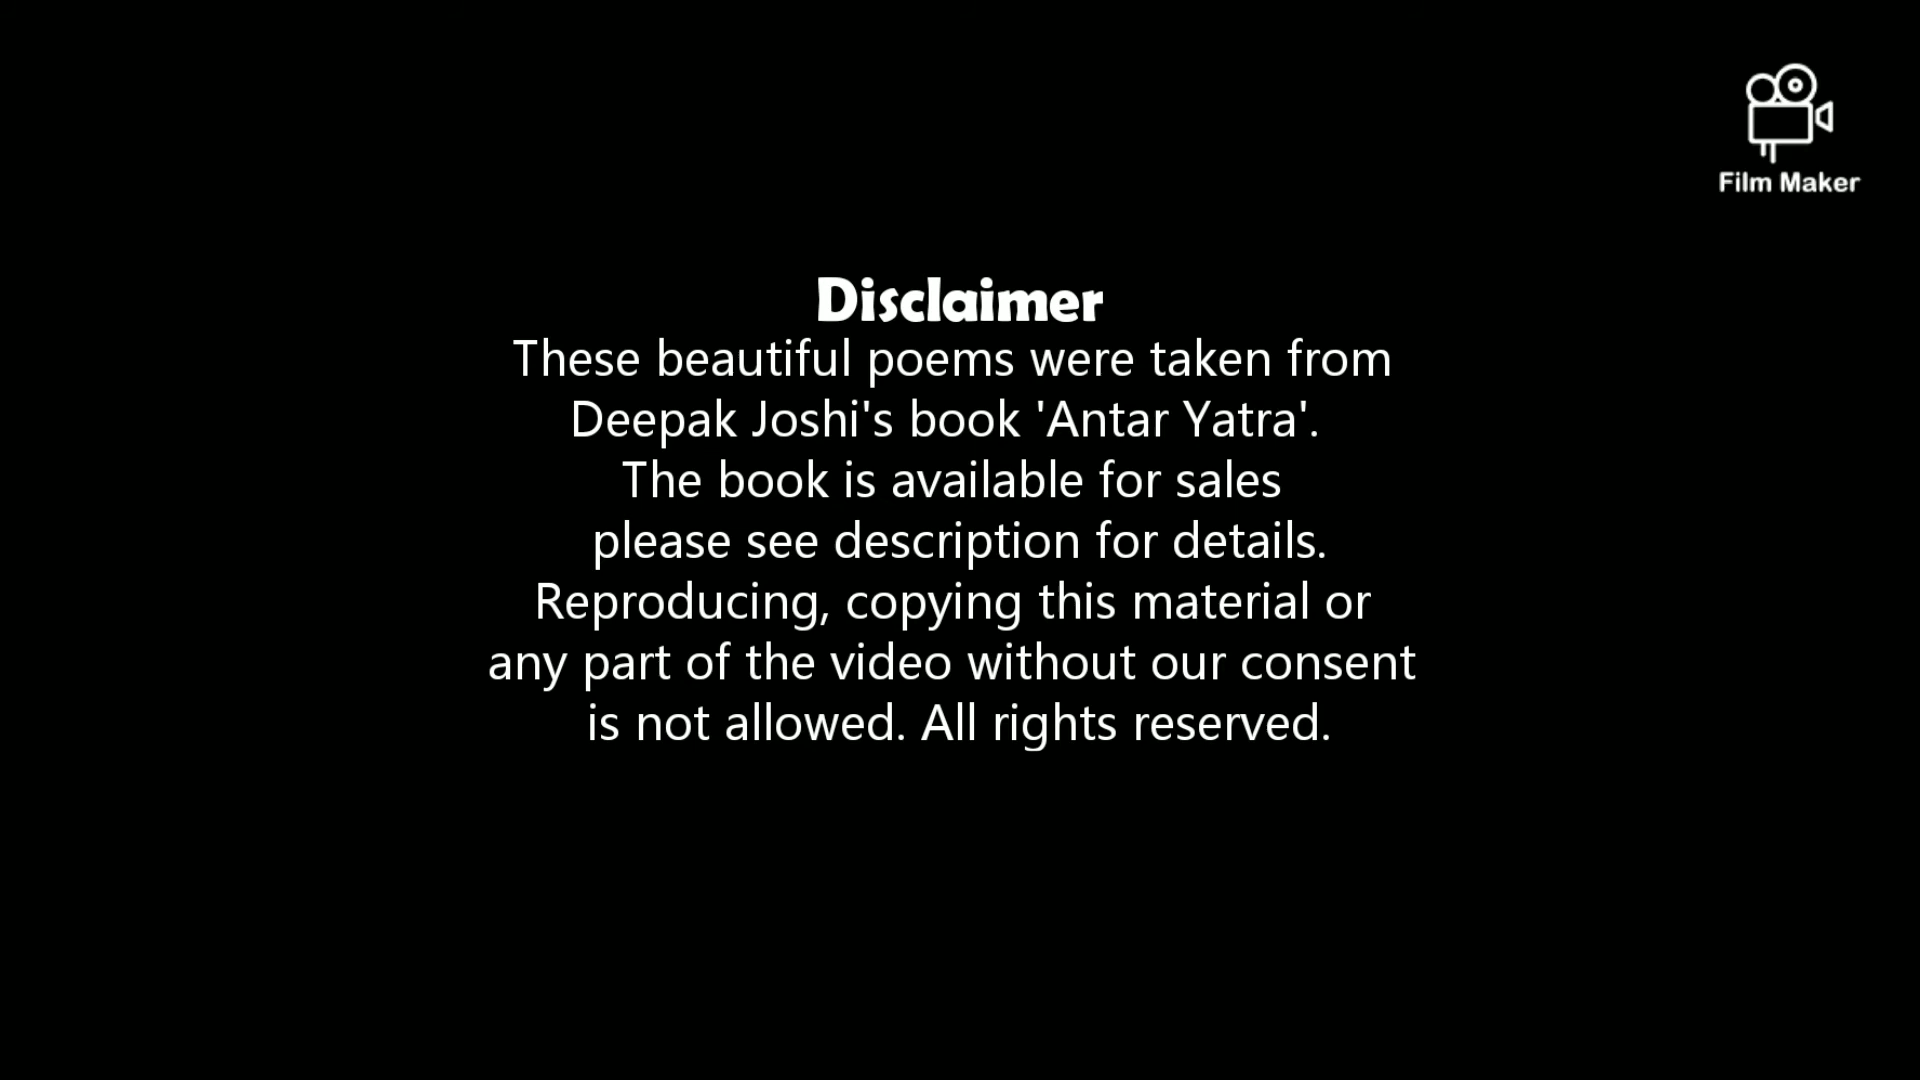 Film Maker
Disclaimer
These beautiful poems were taken from
Deepak Joshi's book 'Antar Yatra'.
The book is available for sales
please see description for details.
Reproducing, copying this material or
any part of the video without our consent
is not allowed. All rights reserved.